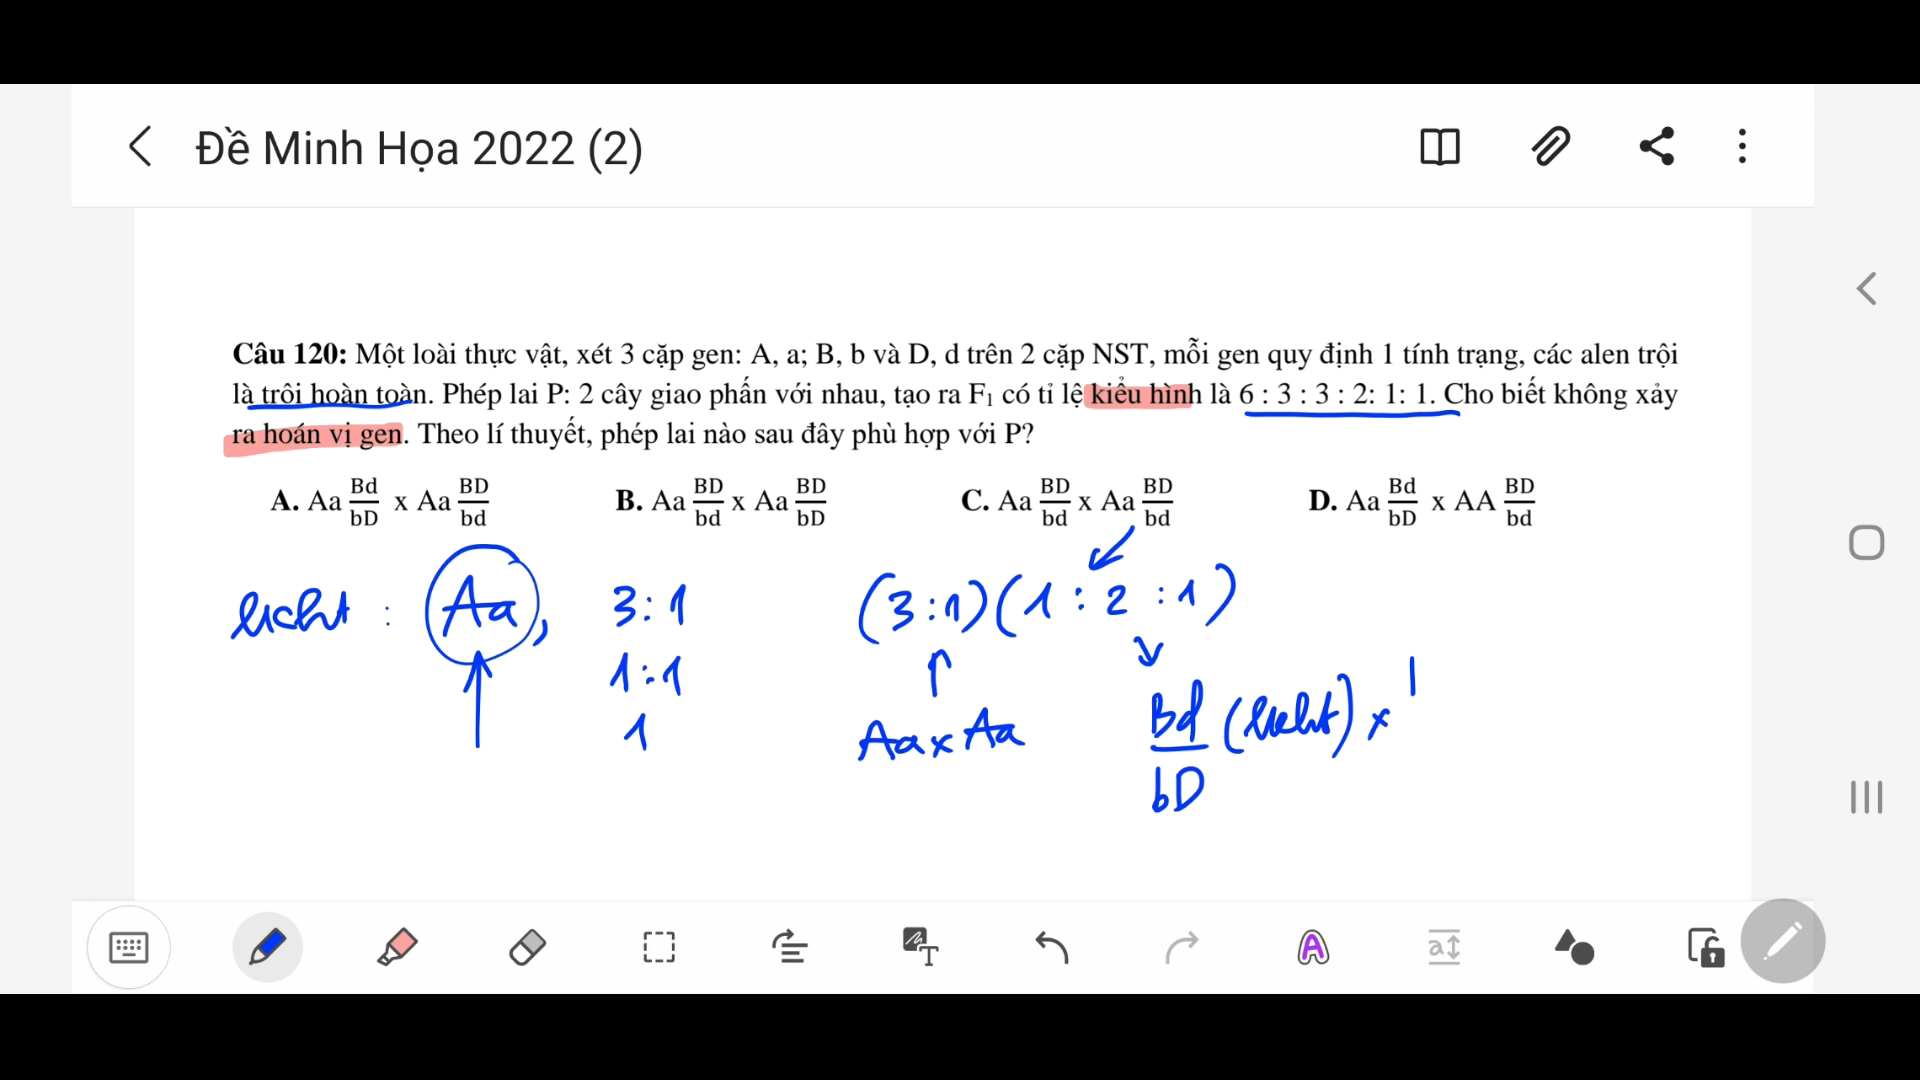 Đề Minh Họa 2022 (2)
Câu 120: Một loài thực vật, xét 3 cặp gen: A, a; B, b và D, d trên 2 cặp NST, mỗi gen quy định 1 tính trạng, các alen trội
là trội hoàn toàn. Phép lai P: 2 cây giao phấn với nhau, tạo ra F₁ có tỉ lệ kiểu hình là 6 : 3 : 3 : 2: 1: 1. Cho biết không xảy
ra hoán vị gen. Theo lí thuyết, phép lai nào sau đây phù hợp với P?
A. Aa Bd/bD x Aa BD/bd B. Aa BD/bd x Aa BD/bD C. Aa BD/bd x Aa BD/bd D. Aa Bd/bD x AA BD/bd
: Aa, 3:1 (3:1)(1:2:1)
1:1
1 Aa x Aa Bd/bD ( ) x